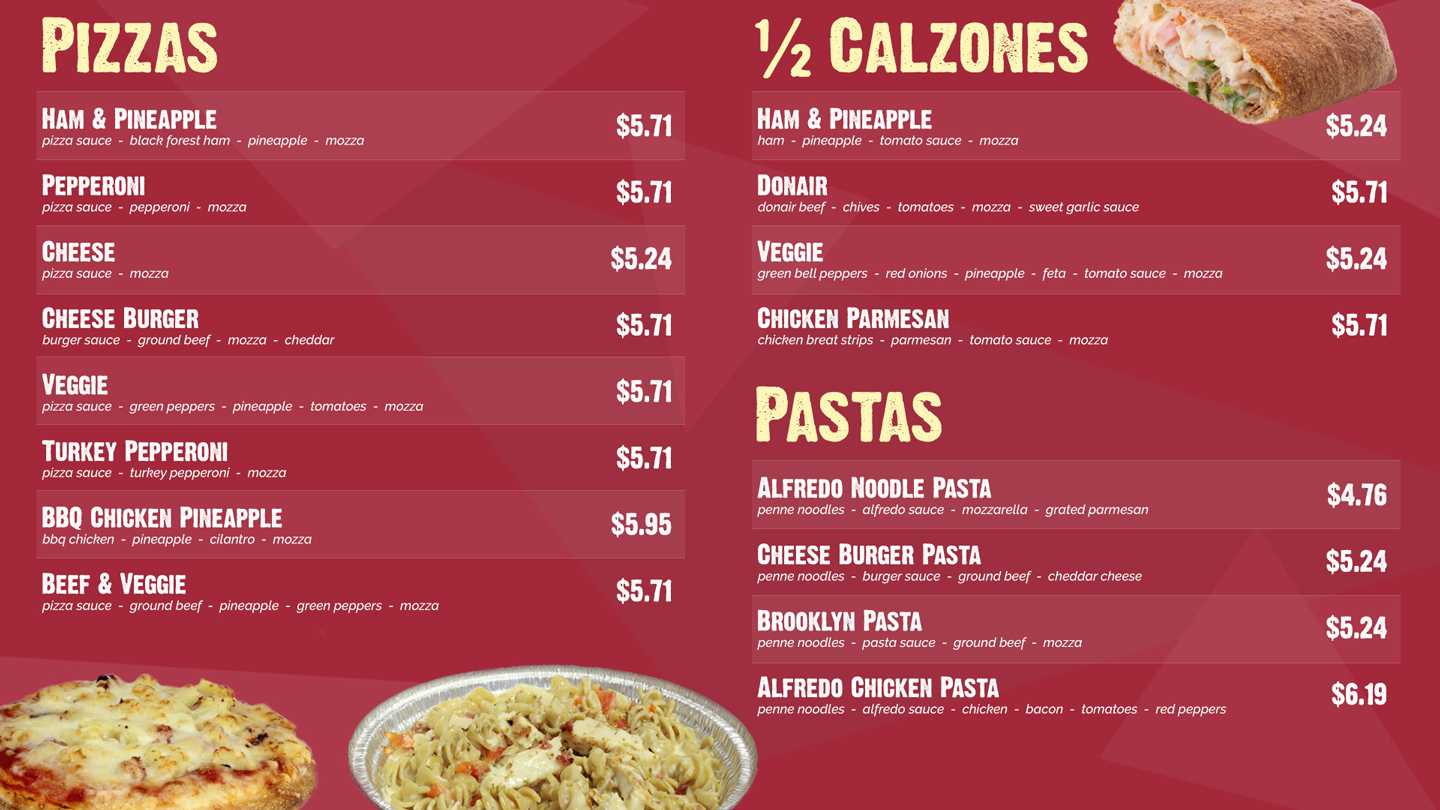 PIZZAS
HAM & PINEAPPLE
$5.71
pizza sauce - black forest ham - pineapple - mozza
PEPPERONI
$5.71
pizza sauce - pepperoni - mozza
CHEESE
$5.24
pizza sauce - mozza
CHEESE BURGER
$5.71
burger sauce - ground beef - mozza - cheddar
VEGGIE
$5.71
pizza sauce - green peppers - pineapple - tomatoes - mozza
TURKEY PEPPERONI
$5.71
pizza sauce - turkey pepperoni - mozza
BBQ CHICKEN PINEAPPLE
$5.95
bbq chicken - pineapple - cilantro - mozza
BEEF & VEGGIE
$5.71
pizza sauce - ground beef - pineapple - green peppers - mozza
½ CALZONES
HAM & PINEAPPLE
$5.24
ham - pineapple - tomato sauce - mozza
DONAIR
$5.71
donair beef - chives - tomatoes - mozza - sweet garlic sauce
VEGGIE
$5.24
green bell peppers - red onions - pineapple - feta - tomato sauce - mozza
CHICKEN PARMESAN
$5.71
chicken breat strips - parmesan - tomato sauce - mozza
PASTAS
ALFREDO NOODLE PASTA
$4.76
penne noodles - alfredo sauce - mozzarella - grated parmesan
CHEESE BURGER PASTA
$5.24
penne noodles - burger sauce - ground beef - cheddar cheese
BROOKLYN PASTA
$5.24
penne noodles - pasta sauce - ground beef - mozza
ALFREDO CHICKEN PASTA
$6.19
penne noodles - alfredo sauce - chicken - bacon - tomatoes - red peppers